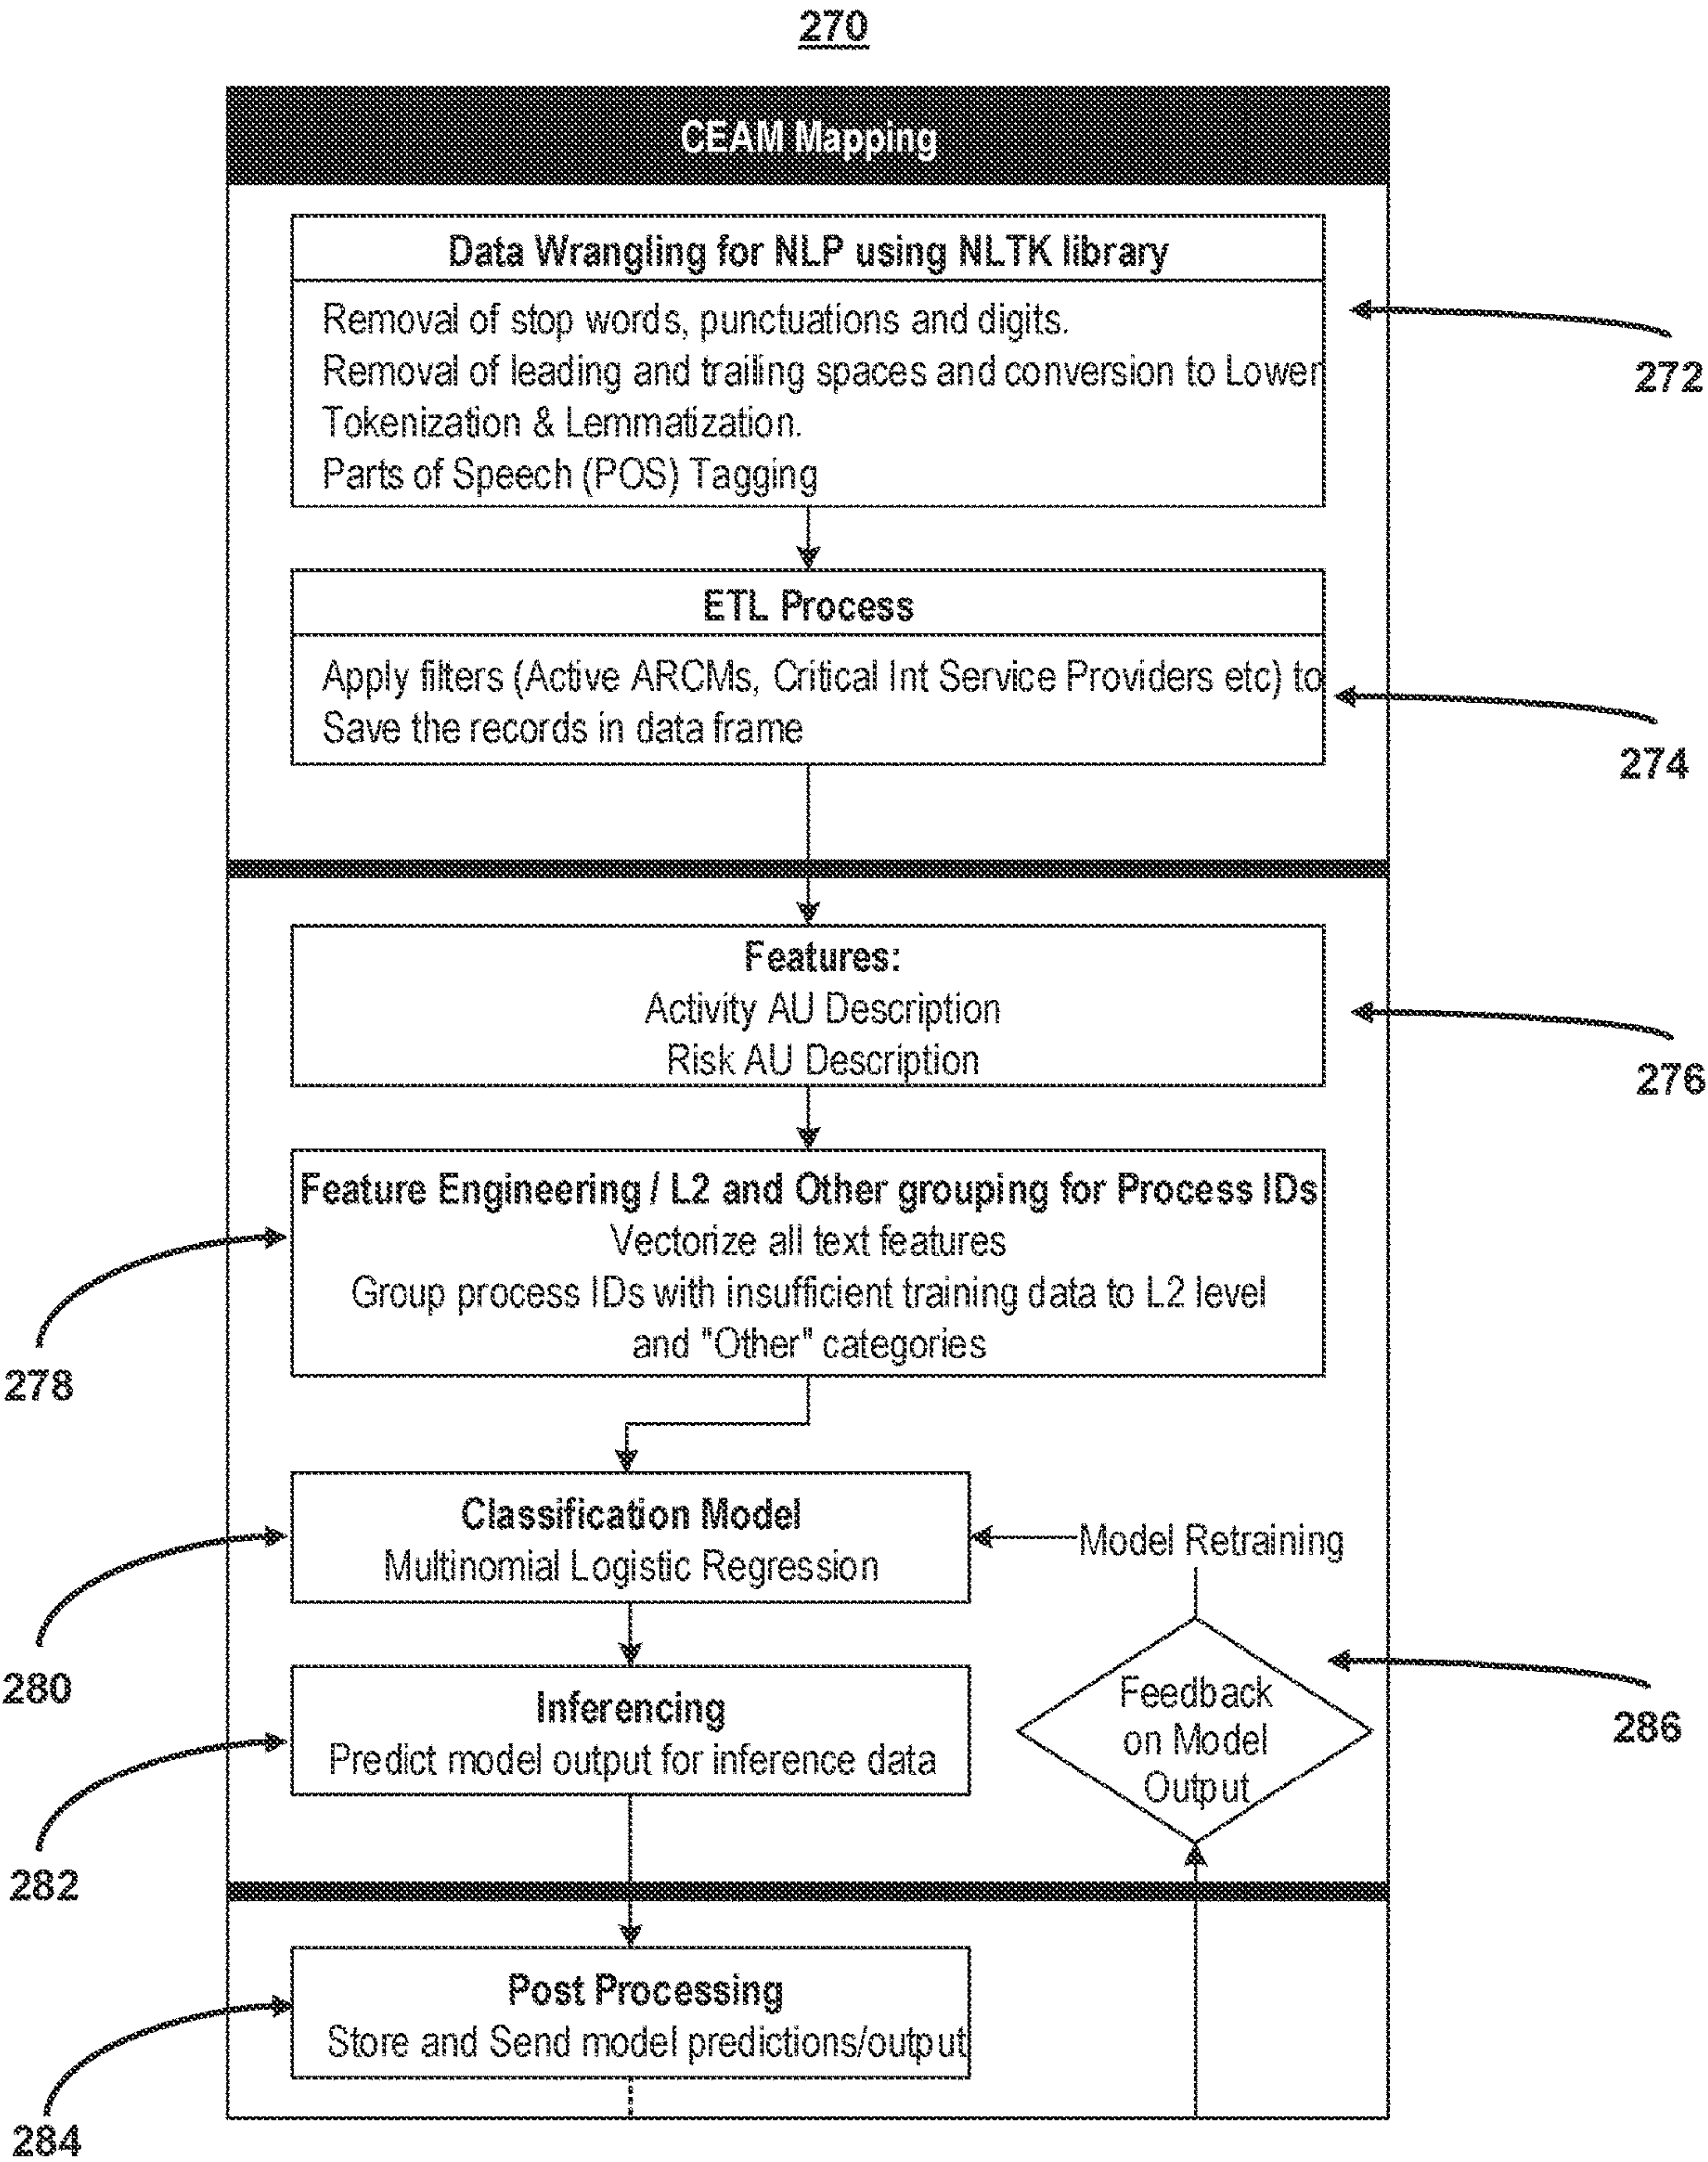 270
CEAM Mapping
Data Wrangling for NLP using NLTK library
Removal of stop words, punctuations and digits.
Removal of leading and trailing spaces and conversion to Lower
Tokenization & Lemmatization.
Parts of Speech (POS) Tagging
272
ETL Process
Apply filters (Active ARCMs, Critical Int Service Providers etc) to
Save the records in data frame
274
Features:
Activity AU Description
Risk AU Description
276
Feature Engineering / L2 and Other grouping for Process IDs
Vectorize all text features
Group process IDs with insufficient training data to L2 level
and "Other" categories
278
Classification Model
Multinomial Logistic Regression
Model Retraining
280
Inferencing
Predict model output for inference data
Feedback
on Model
Output
286
282
Post Processing
Store and Send model predictions/output
284